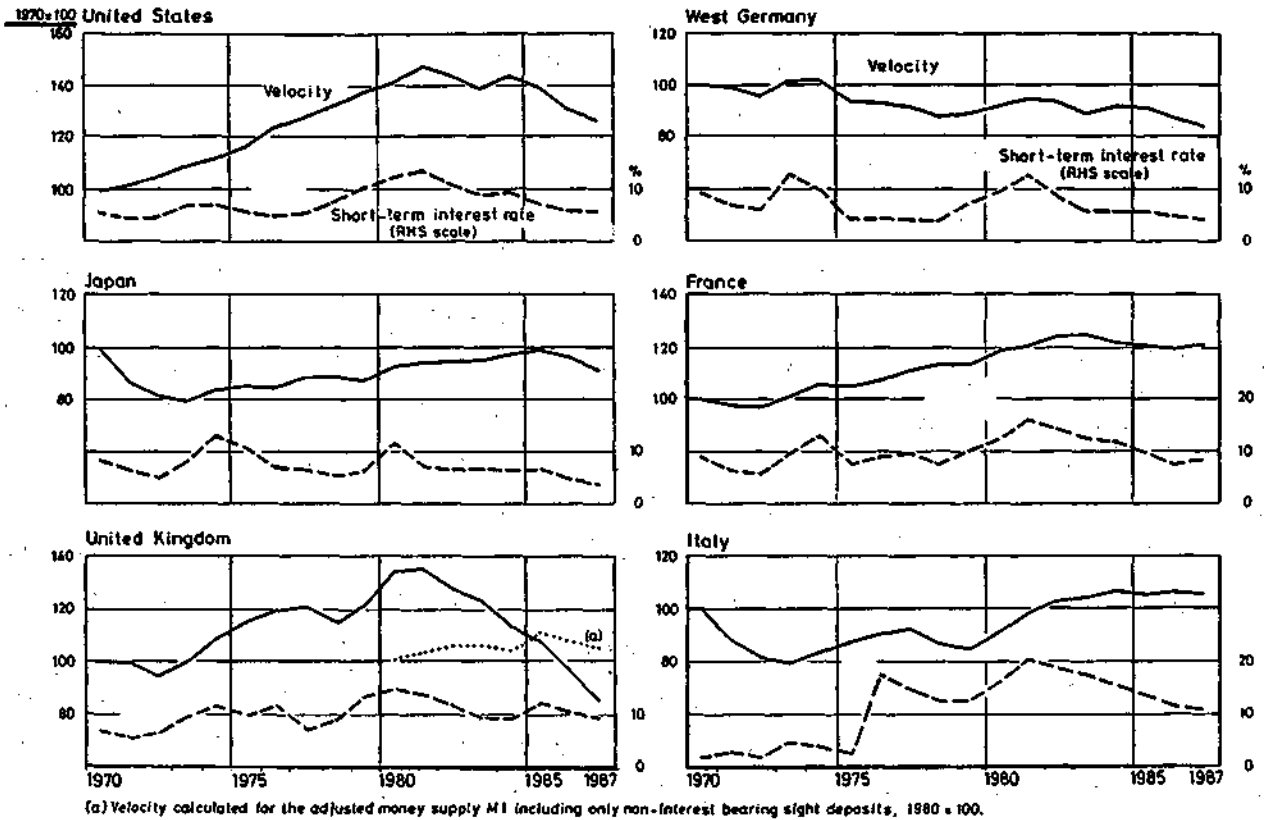 1970=100 United States
160
140
120
100
Velocity
Short-term interest rate
(RHS scale)
%
10
0
West Germany
120
100
80
Velocity
Short-term interest rate
(RHS scale)
%
10
0
Japan
120
100
80
10
0
France
140
120
100
20
10
0
United Kingdom
140
120
100
80
(a)
10
0
1970 1975 1980 1985 1987
Italy
120
100
80
20
10
0
1970 1975 1980 1985 1987
(a) Velocity calculated for the adjusted money supply M1 including only non-interest bearing sight deposits, 1980 = 100.